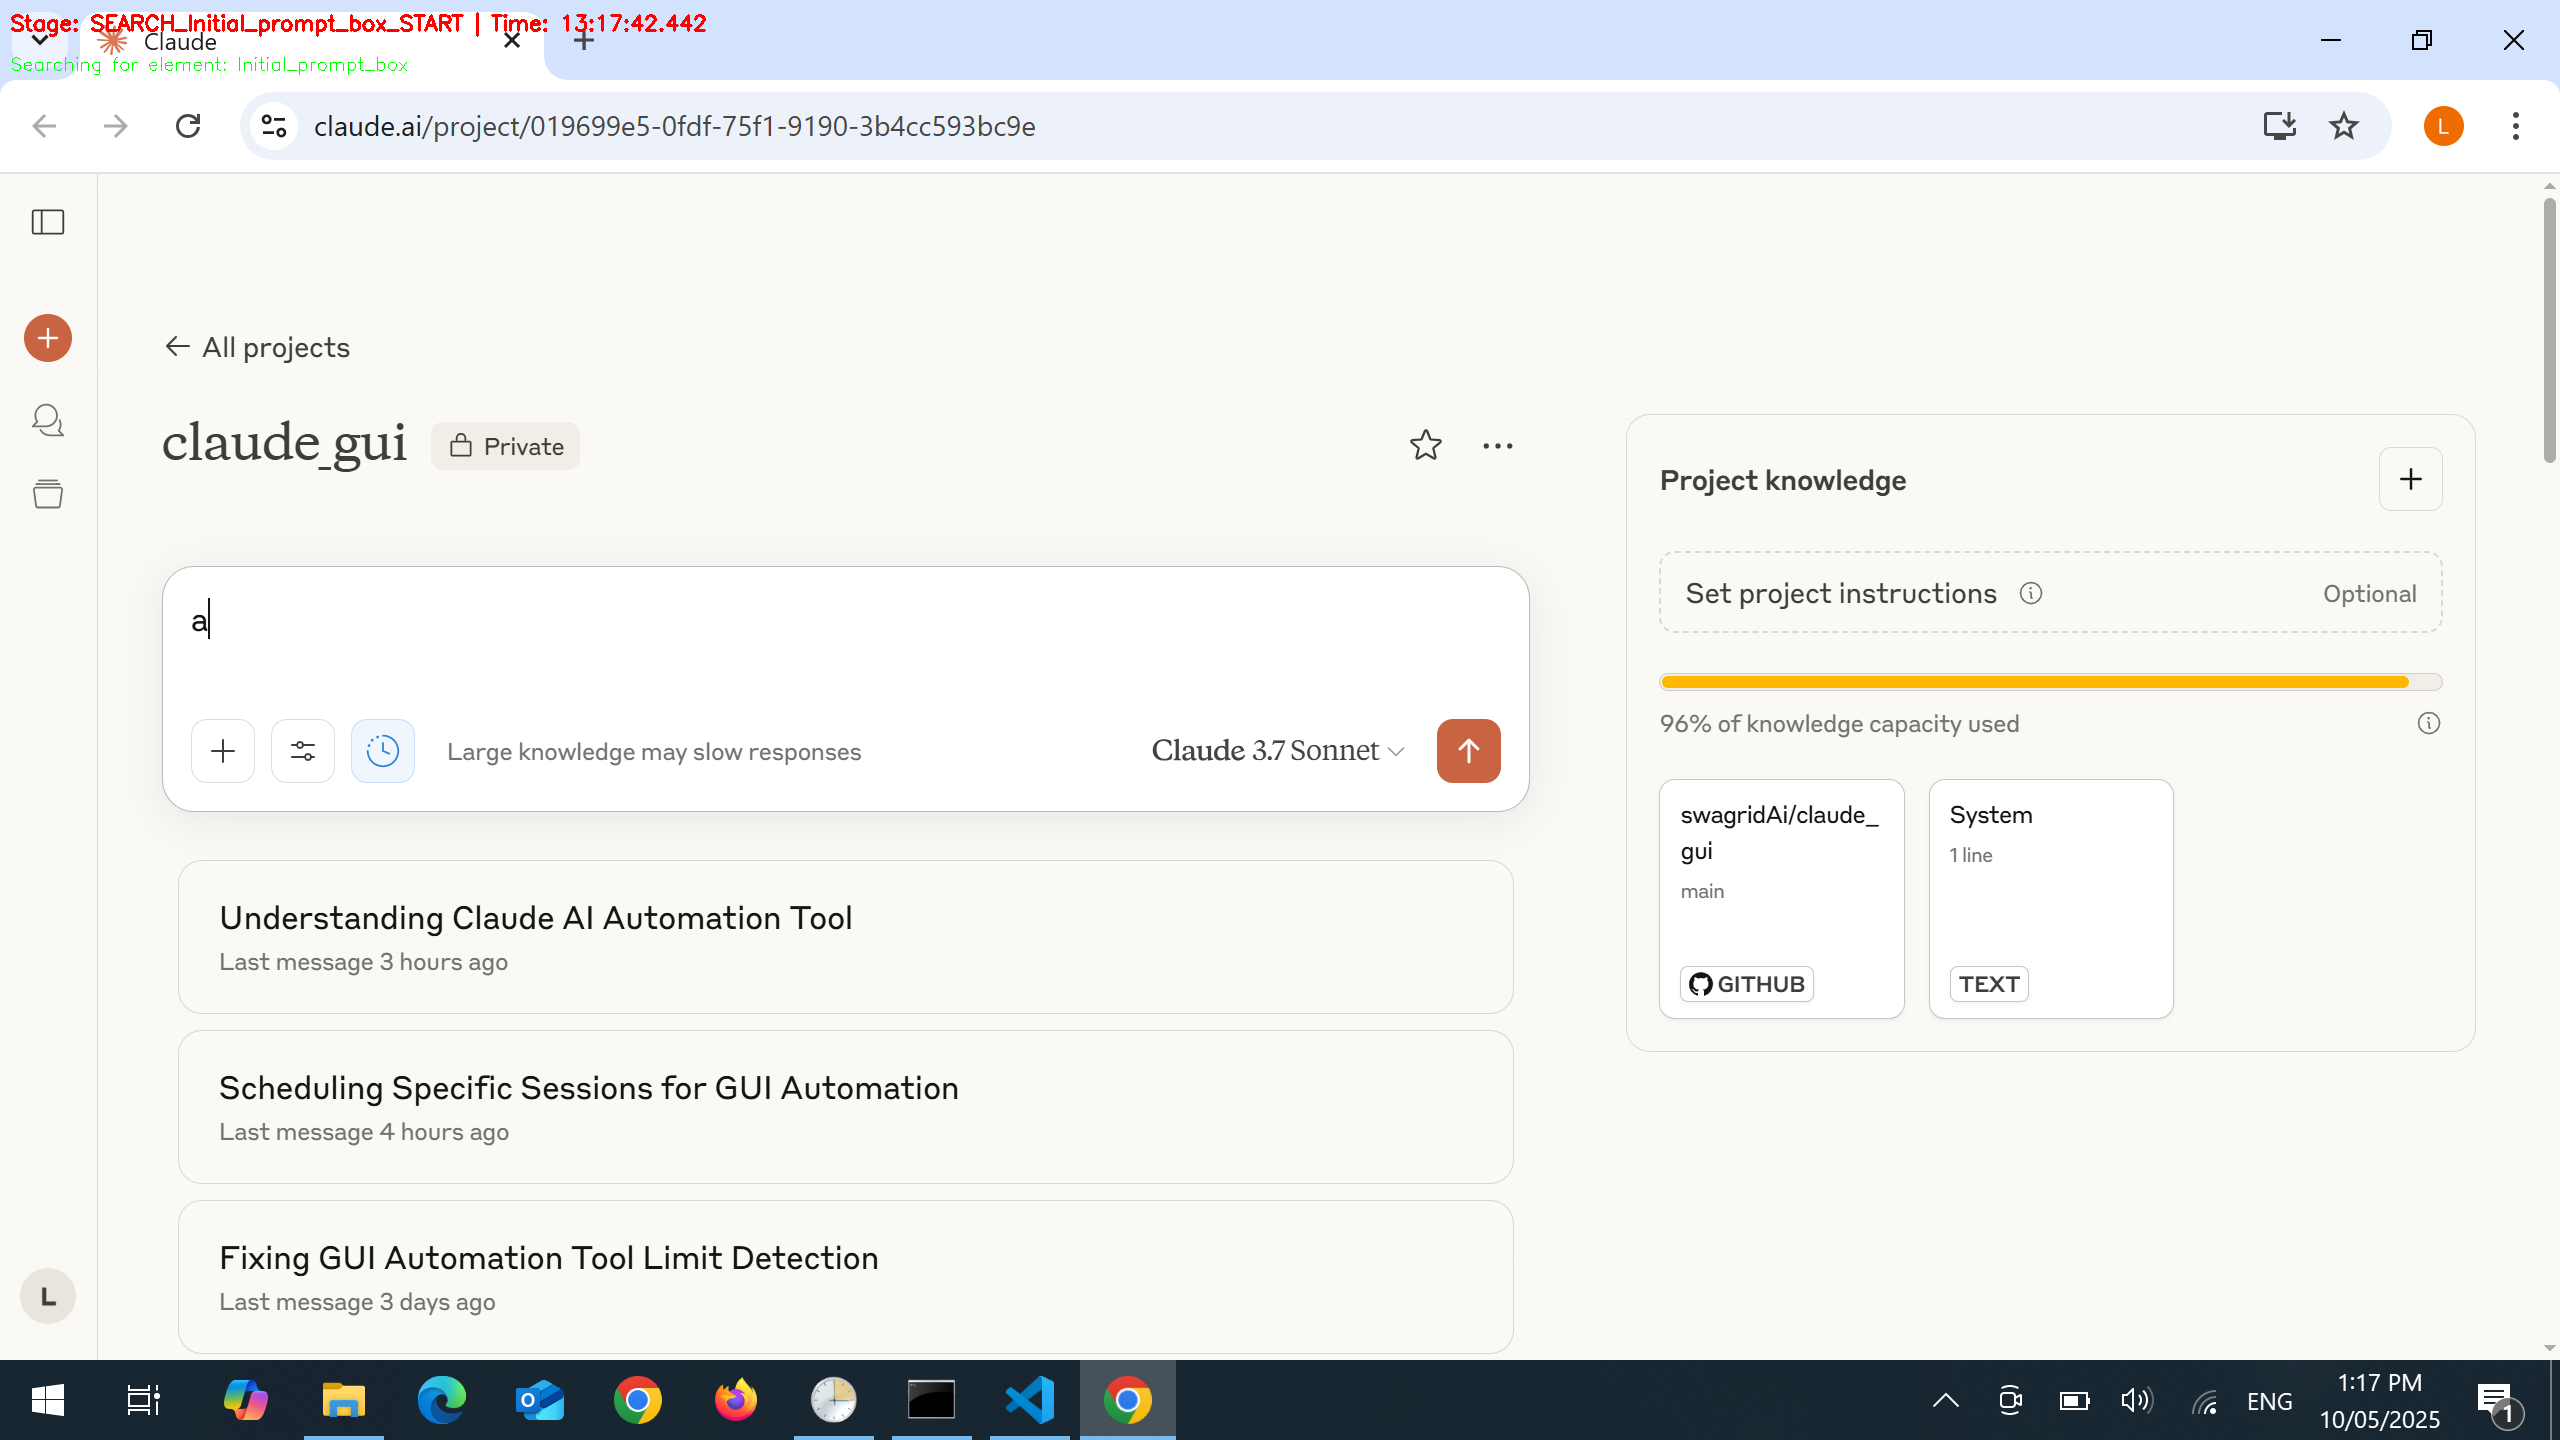 Stage: SEARCH_Initial_prompt_box_START | Time: 13:17:42.442
Claude
Searching for element: Initial_prompt_box
claude.ai/project/019699e5-0fdf-75f1-9190-3b4cc593bc9e
L
All projects
claude_gui
Private
a
Large knowledge may slow responses
Claude 3.7 Sonnet
Understanding Claude AI Automation Tool
Last message 3 hours ago
Scheduling Specific Sessions for GUI Automation
Last message 4 hours ago
Fixing GUI Automation Tool Limit Detection
Last message 3 days ago
Project knowledge
Set project instructions
Optional
96% of knowledge capacity used
swagridAi/claude_
gui
main
GITHUB
System
1 line
TEXT
L
ENG
1:17 PM
10/05/2025
1